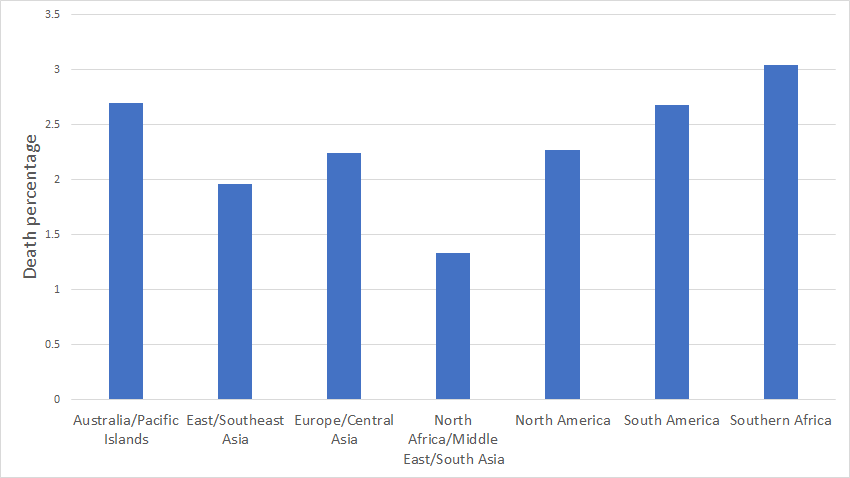 3.5
3
2.5
2
1.5
1
0.5
0
Death percentage
Australia/Pacific
Islands
East/Southeast
Asia
Europe/Central
Asia
North
Africa/Middle
East/South Asia
North America
South America
Southern Africa